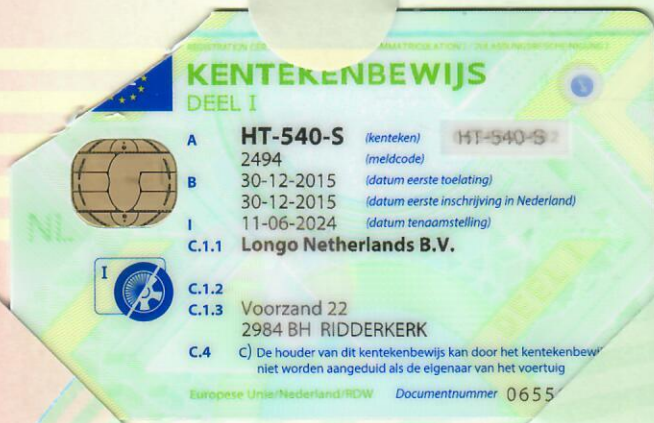 KENTEKENBEWIJS
DEEL I
A HT-540-S (kenteken) HT-540-S
2494 (meldcode)
B 30-12-2015 (datum eerste toelating)
30-12-2015 (datum eerste inschrijving in Nederland)
I 11-06-2024 (datum tenaamstelling)
C.1.1 Longo Netherlands B.V.
NL
I
C.1.2
C.1.3 Voorzand 22
2984 BH RIDDERKERK
C.4 C) De houder van dit kentekenbewijs kan door het
niet worden aangeduid als de eigenaar van het voertuig
Europese Unie/Nederland/RDW Documentnummer